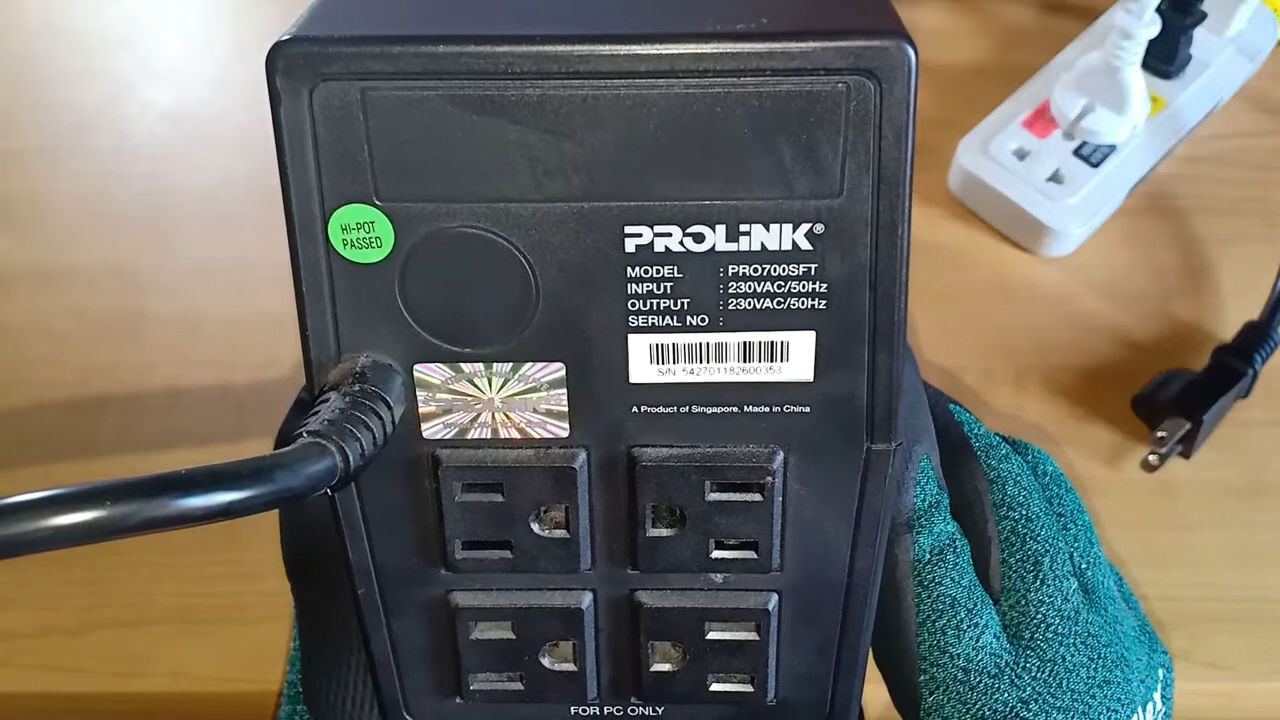 HI-POT
PASSED
PROLiNK®
MODEL : PRO700SFT
INPUT : 230VAC/50Hz
OUTPUT : 230VAC/50Hz
SERIAL NO :
S/N 542701182600353
A Product of Singapore. Made in China
FOR PC ONLY